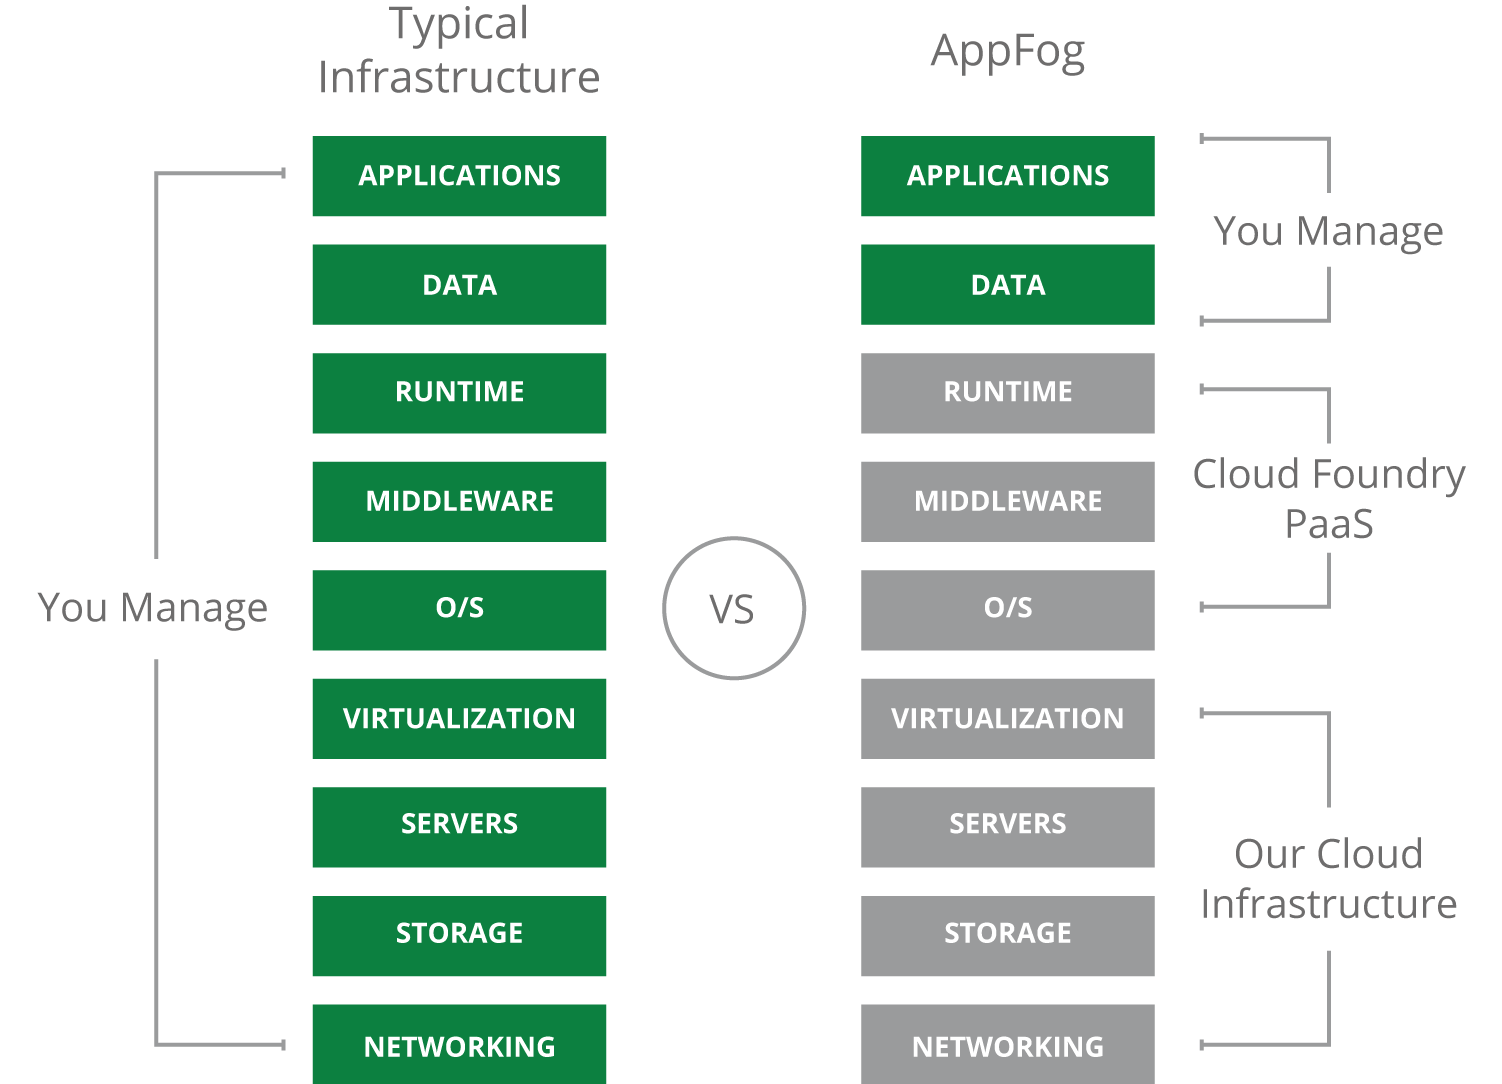 Typical
Infrastructure
APPLICATIONS
DATA
RUNTIME
MIDDLEWARE
O/S
VIRTUALIZATION
SERVERS
STORAGE
NETWORKING
You Manage
VS
AppFog
APPLICATIONS
DATA
RUNTIME
MIDDLEWARE
O/S
VIRTUALIZATION
SERVERS
STORAGE
NETWORKING
You Manage
Cloud Foundry
PaaS
Our Cloud
Infrastructure